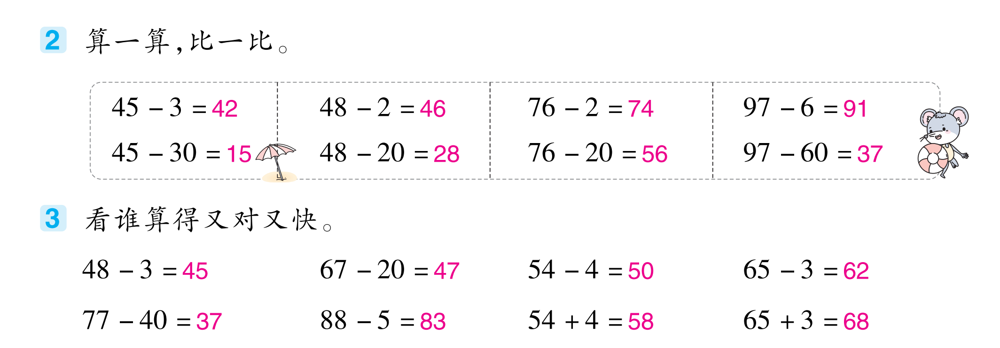 2 算一算,比一比。
45 − 3 = 42 48 − 2 = 46 76 − 2 = 74 97 − 6 = 91
45 − 30 = 15 48 − 20 = 28 76 − 20 = 56 97 − 60 = 37
3 看谁算得又对又快。
48 − 3 = 45 67 − 20 = 47 54 − 4 = 50 65 − 3 = 62
77 − 40 = 37 88 − 5 = 83 54 + 4 = 58 65 + 3 = 68